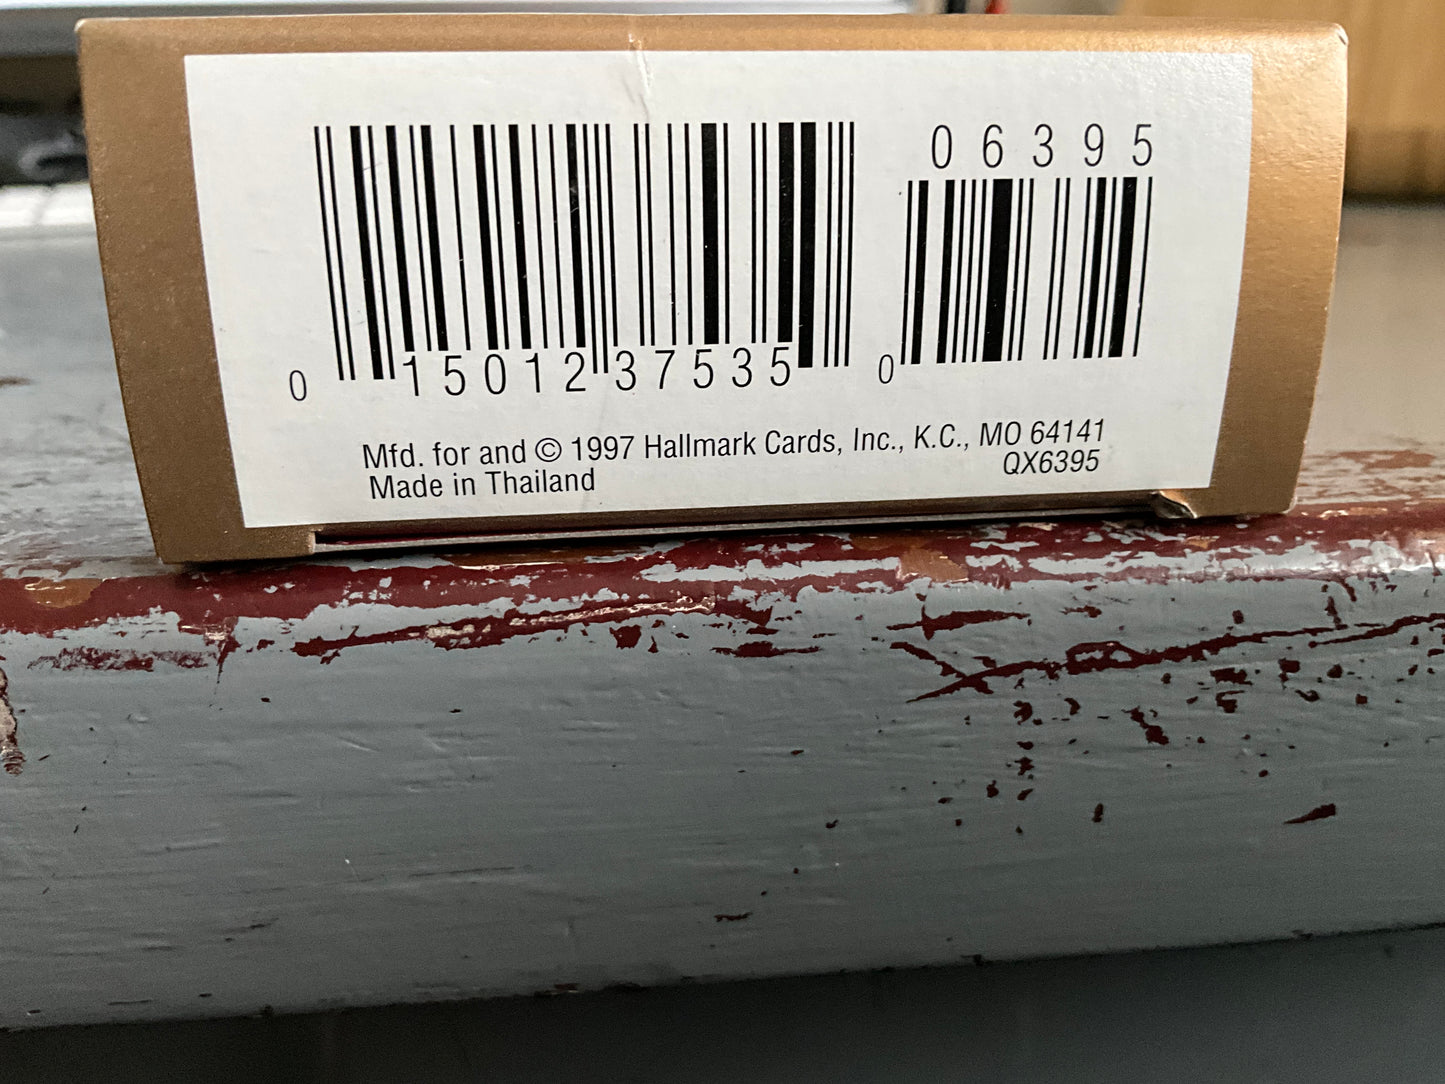 06395
0 15012 37535 0
Mfd. for and © 1997 Hallmark Cards, Inc., K.C., MO 64141
Made in Thailand QX6395